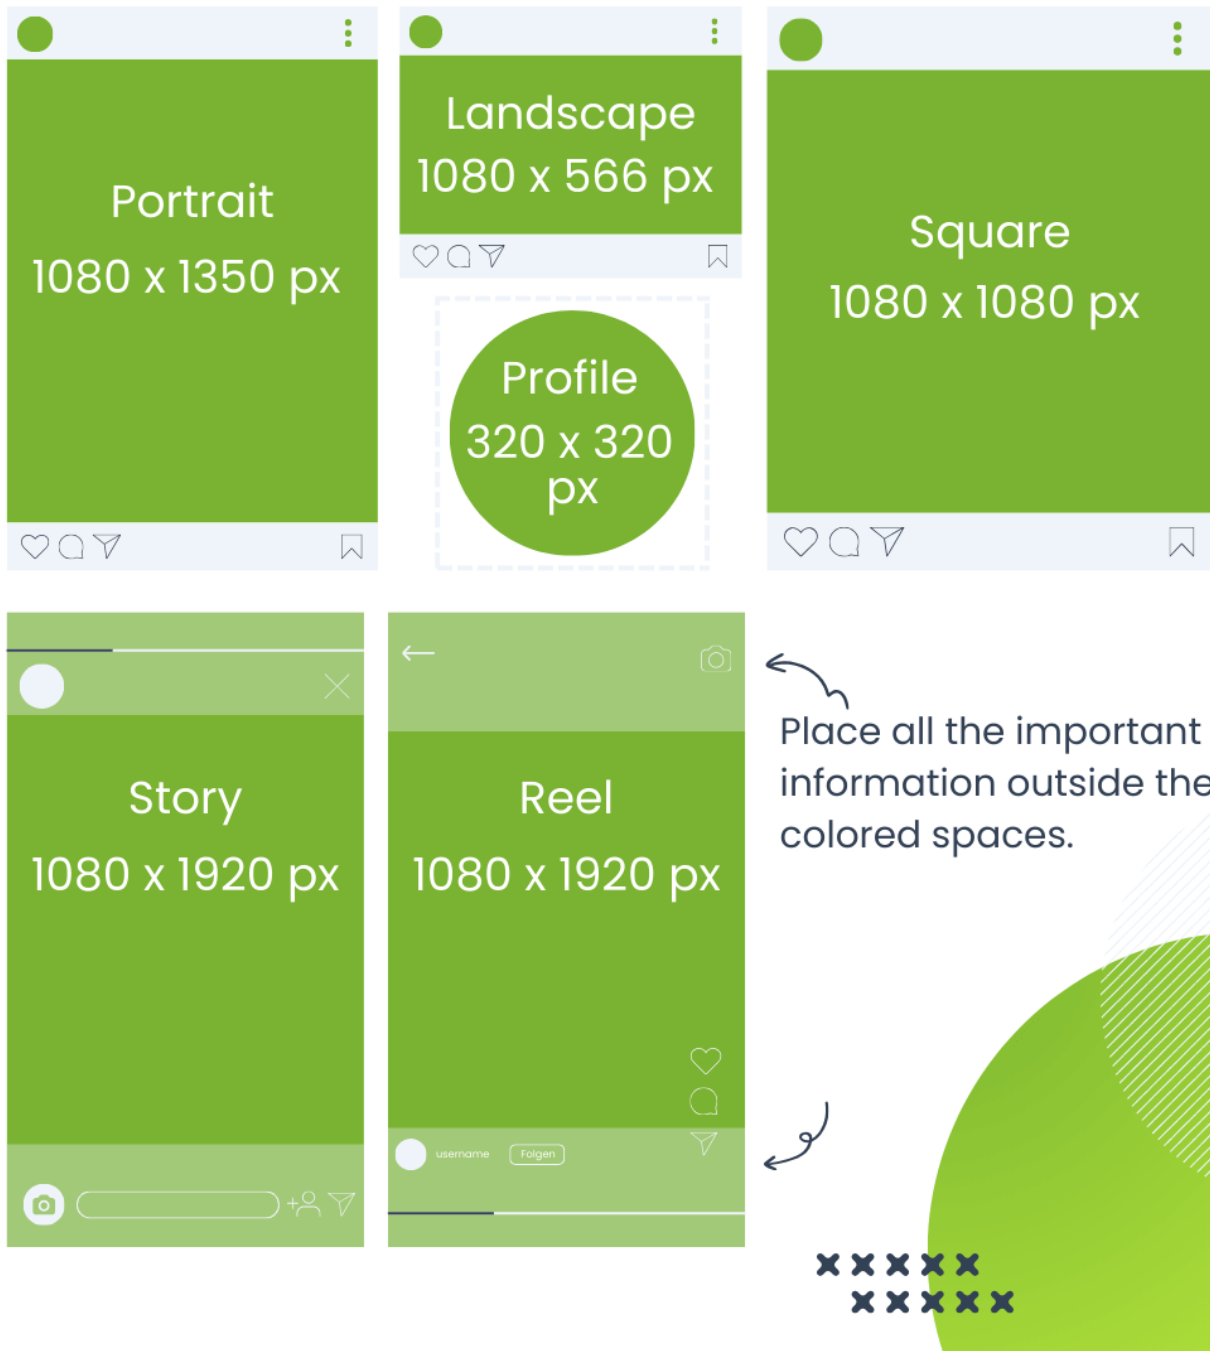 Portrait
1080 x 1350 px
Landscape
1080 x 566 px
Profile
320 x 320
px
Square
1080 x 1080 px
Story
1080 x 1920 px
Reel
1080 x 1920 px
username
Folgen
Place all the important
information outside the
colored spaces.